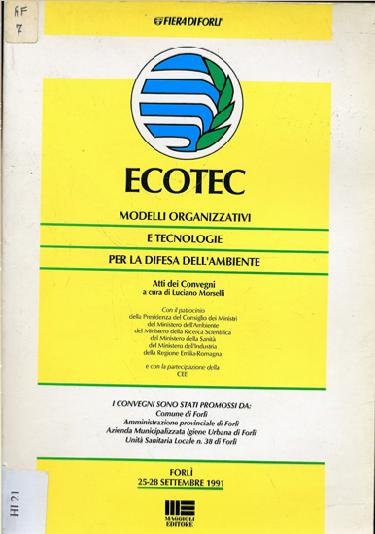 AF
7
FIERA DI FORLI'
ECOTEC
MODELLI ORGANIZZATIVI
E TECNOLOGIE
PER LA DIFESA DELL'AMBIENTE
Atti dei Convegni
a cura di Luciano Morselli
Con il patrocinio
della Presidenza del Consiglio dei Ministri
del Ministero dell'Ambiente
del Ministero della Ricerca Scientifica
del Ministero della Sanità
del Ministero dell'Industria
della Regione Emilia-Romagna
e con la partecipazione della
CEE
I CONVEGNI SONO STATI PROMOSSI DA:
Comune di Forlì
Amministrazione provinciale di Forlì
Azienda Municipalizzata Igiene Urbana di Forlì
Unità Sanitaria Locale n. 38 di Forlì
FORLÌ
25-28 SETTEMBRE 1991
MAGGIOLI
EDITORE
HI 21